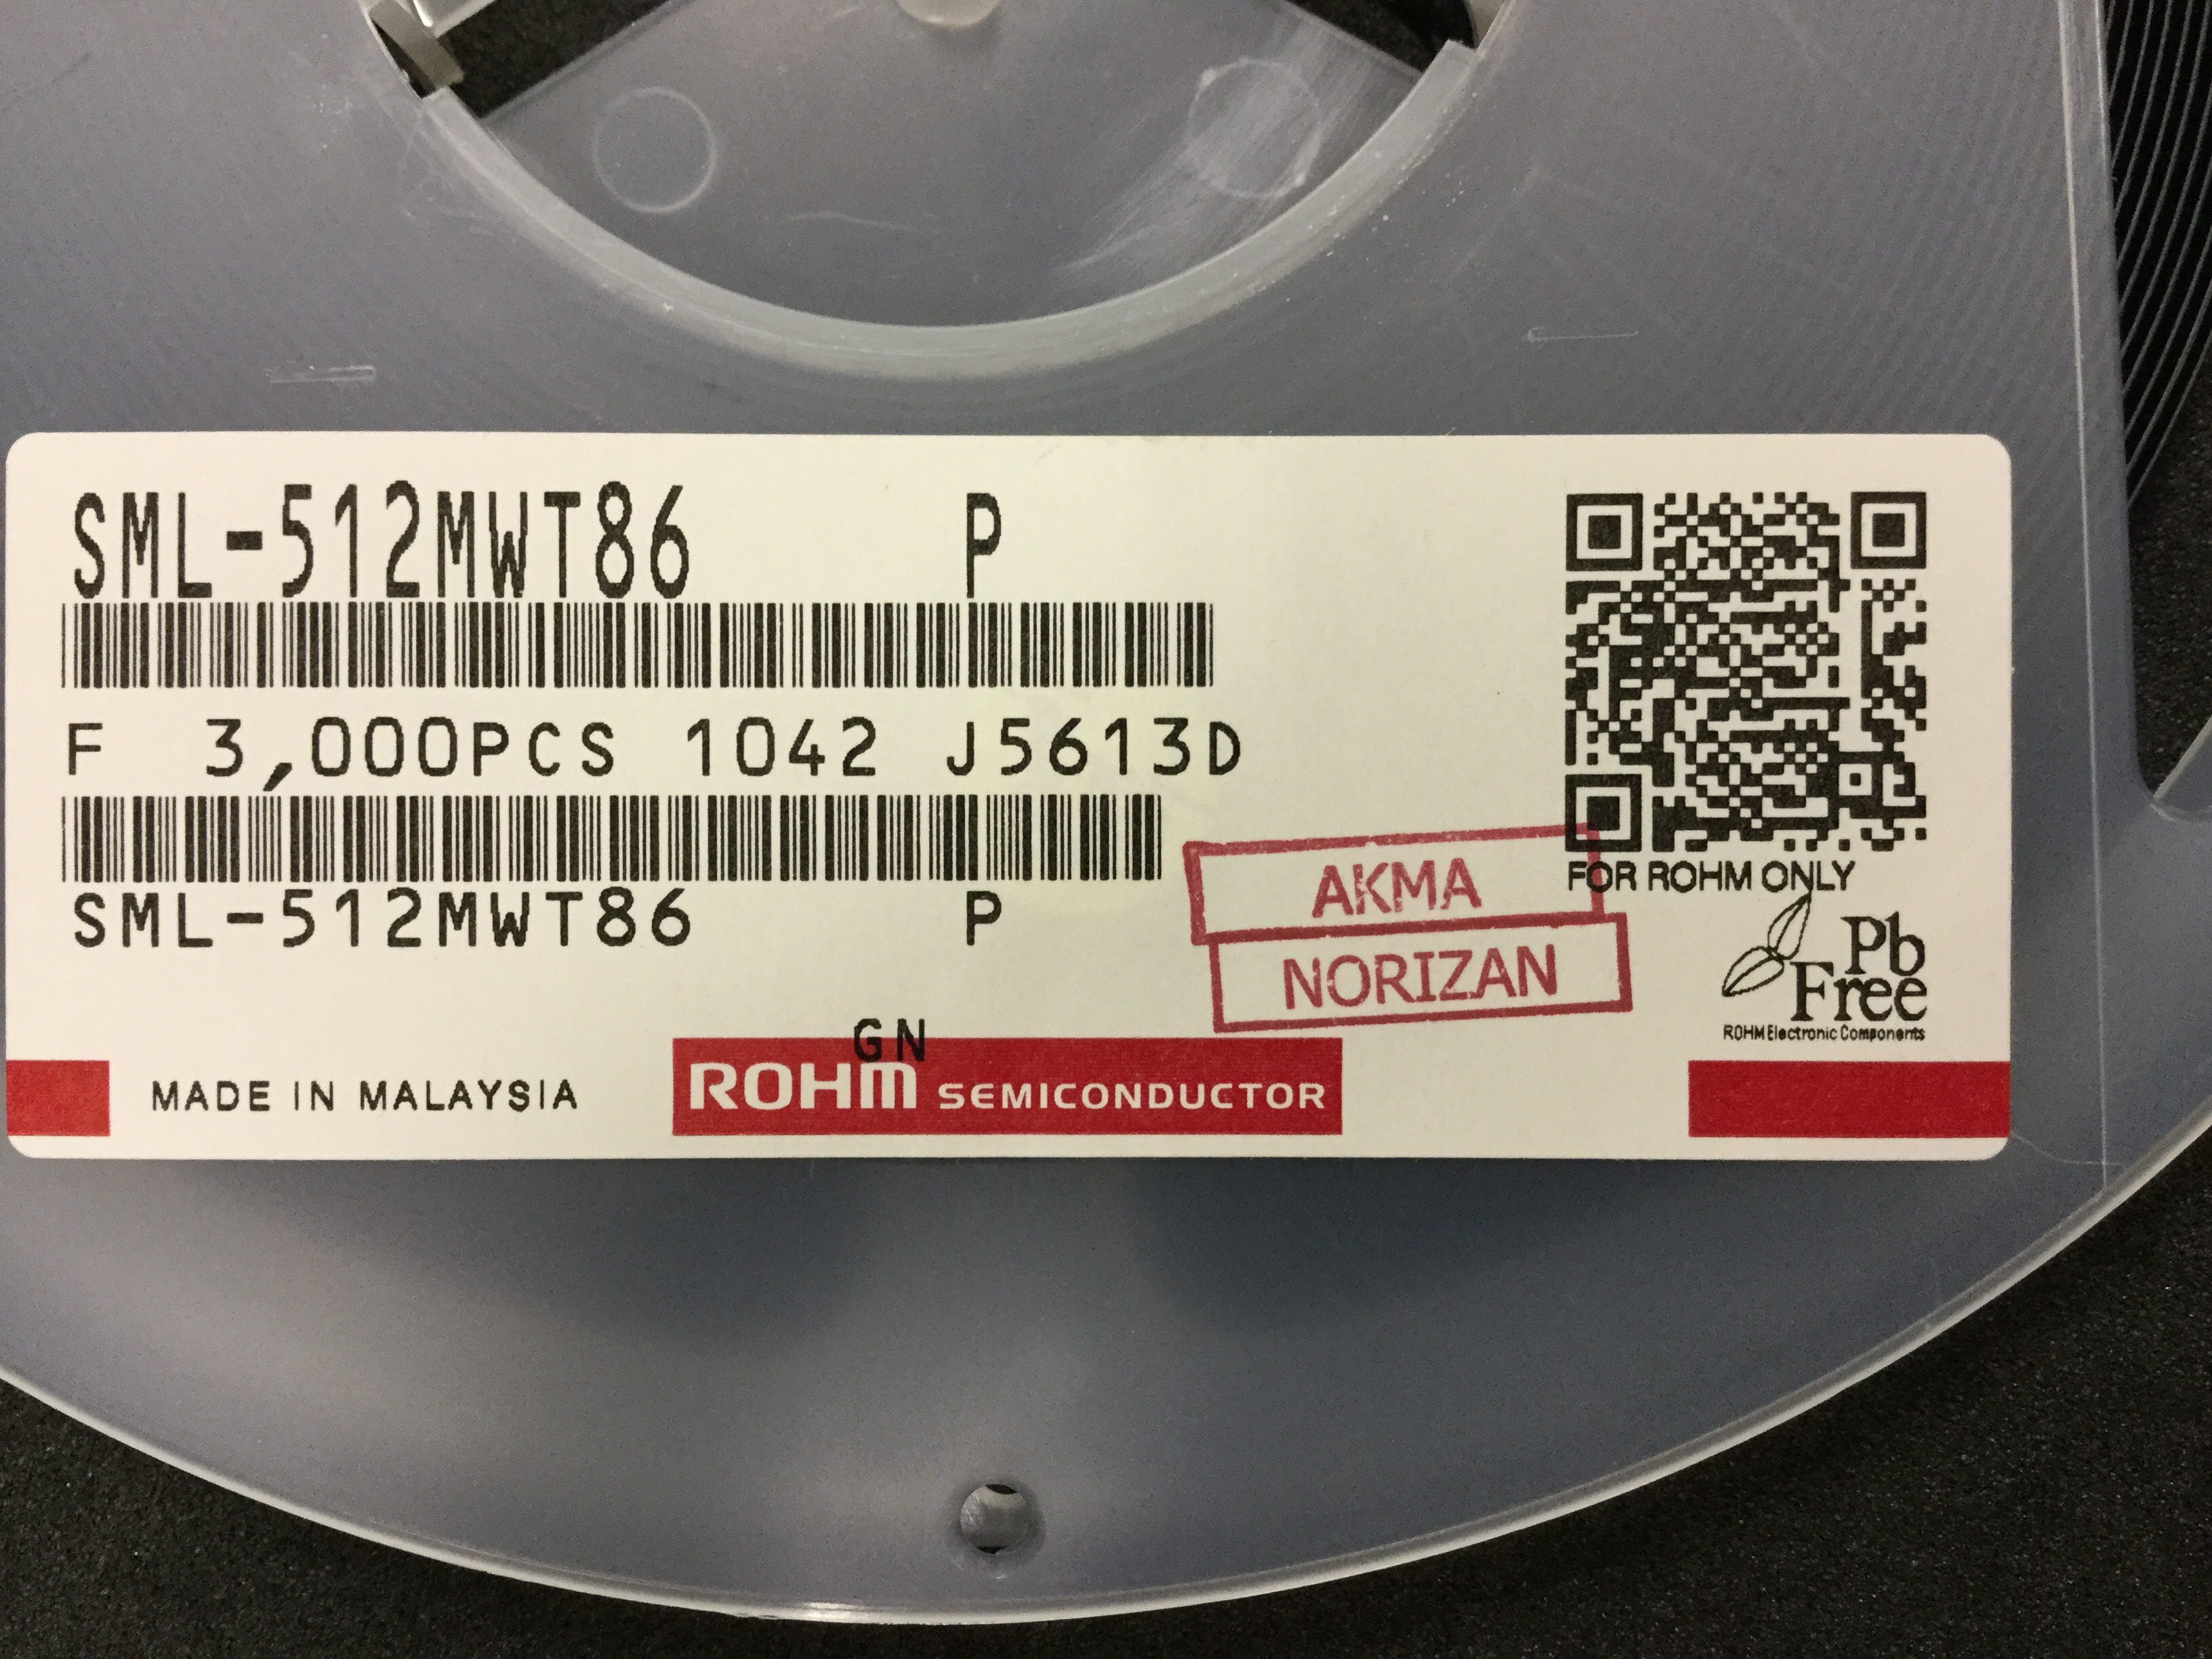 SML-512MWT86 P
F 3,000PCS 1042 J5613D
SML-512MWT86 P
AKMA
NORIZAN
FOR ROHM ONLY
Pb
Free
ROHM Electronic Components
GN
MADE IN MALAYSIA
ROHM SEMICONDUCTOR